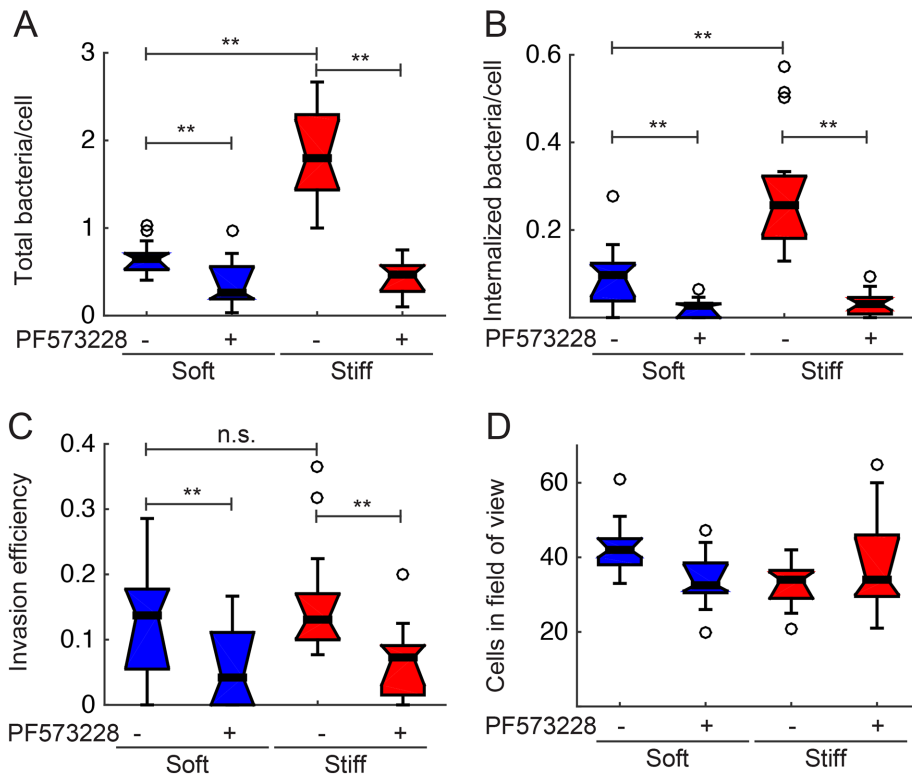 A
Total bacteria/cell
3
2
1
0
**
**
**
PF573228 - + - +
Soft Stiff
B
Internalized bacteria/cell
0.6
0.4
0.2
**
**
**
PF573228 - + - +
Soft Stiff
C
Invasion efficiency
0.4
0.3
0.2
0.1
0
n.s.
**
**
PF573228 - + - +
Soft Stiff
D
Cells in field of view
60
40
20
PF573228 - + - +
Soft Stiff